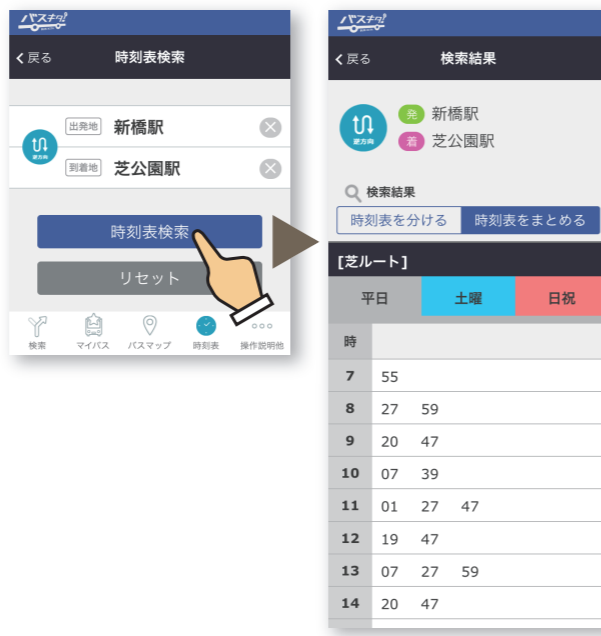 バスキタ!
戻る 時刻表検索
出発地 新橋駅
逆方向
到着地 芝公園駅
時刻表検索
リセット
検索 マイバス バスマップ 時刻表 操作説明他
バスキタ!
戻る 検索結果
発 新橋駅
逆方向
着 芝公園駅
検索結果
時刻表を分ける 時刻表をまとめる
[芝ルート]
平日 土曜 日祝
時
7 55
8 27 59
9 20 47
10 07 39
11 01 27 47
12 19 47
13 07 27 59
14 20 47